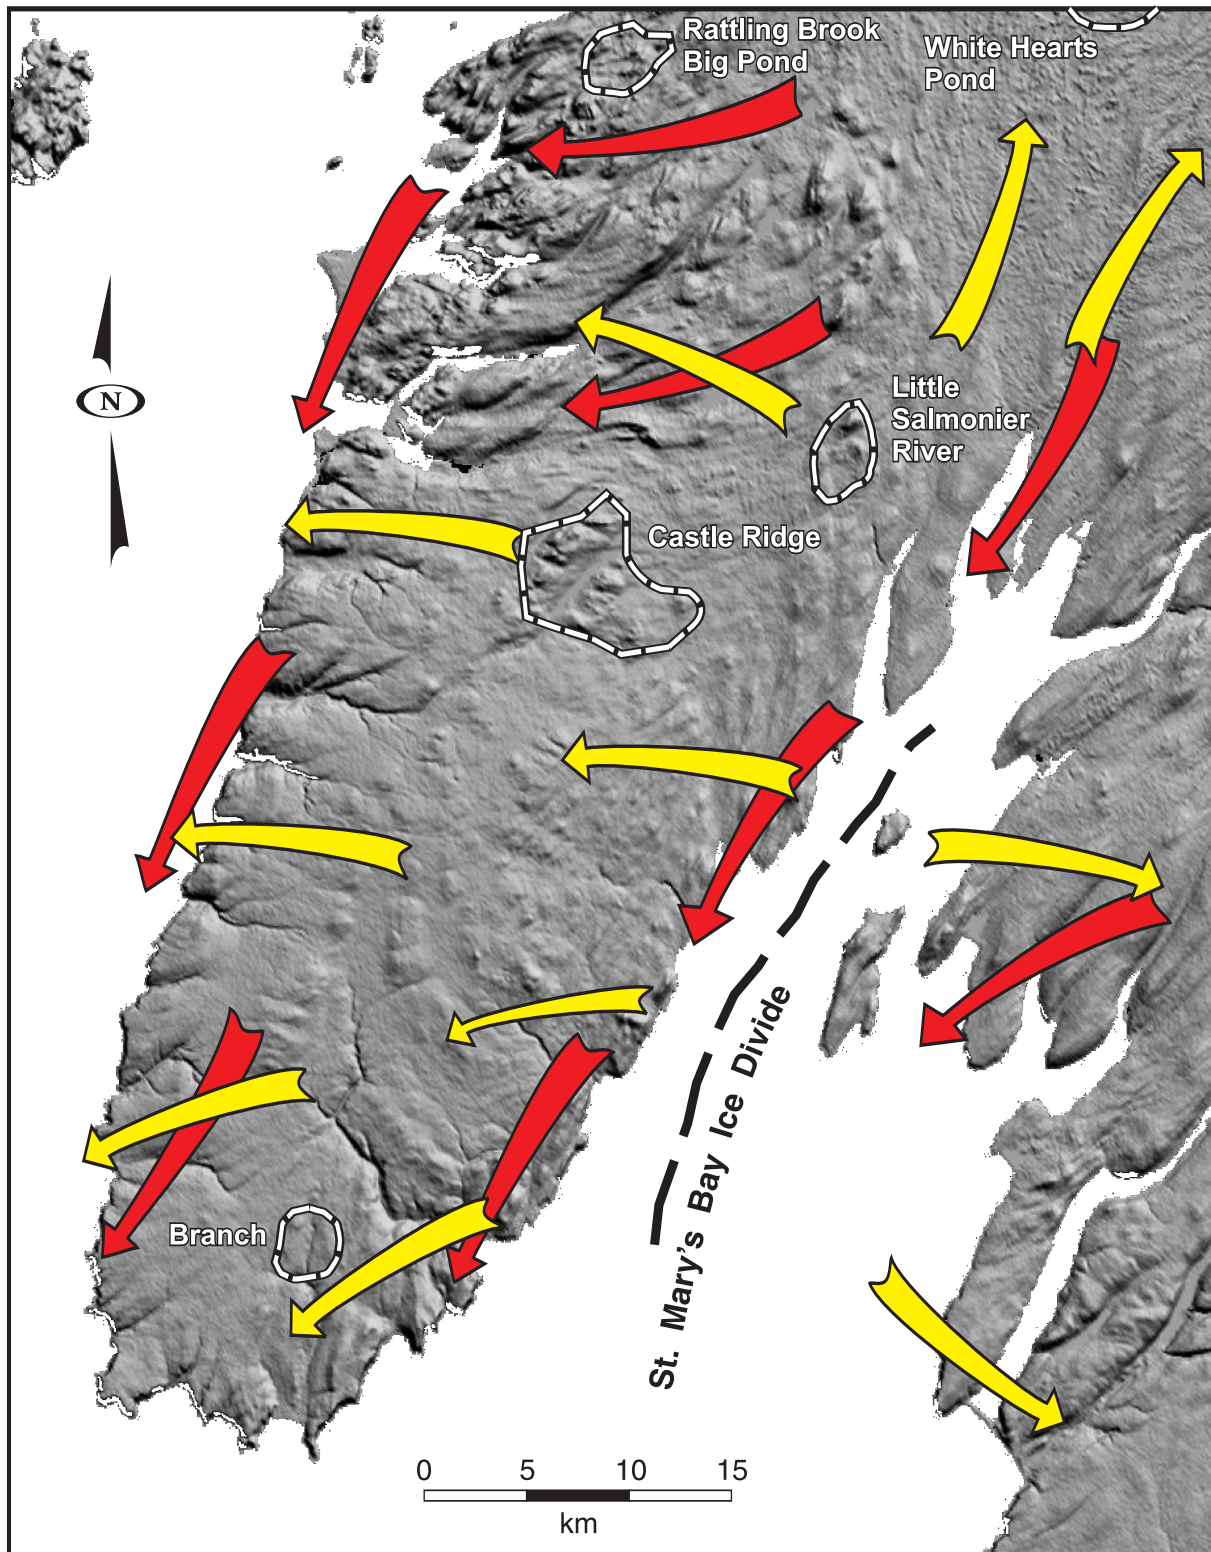 Rattling Brook
Big Pond
White Hearts
Pond
N
Little
Salmonier
River
Castle Ridge
St. Mary's Bay Ice Divide
Branch
0 5 10 15
km